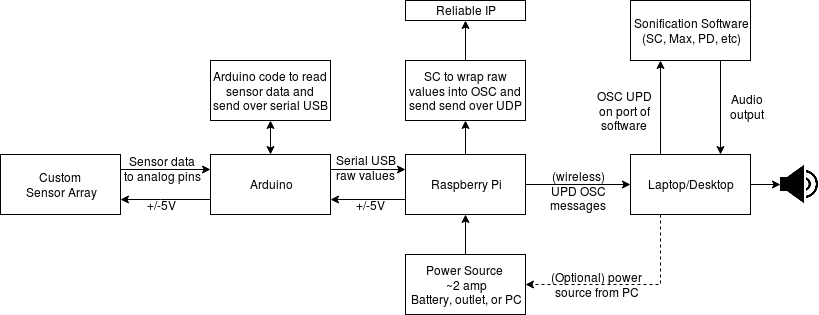 Reliable IP
Sonification Software
(SC, Max, PD, etc)
Arduino code to read
sensor data and
send over serial USB
SC to wrap raw
values into OSC and
send send over UDP
OSC UPD
on port of
software
Audio
output
Custom
Sensor Array
Sensor data
to analog pins
+/-5V
Arduino
Serial USB
raw values
+/-5V
Raspberry Pi
(wireless)
UPD OSC
messages
Laptop/Desktop
Power Source
~2 amp
Battery, outlet, or PC
(Optional) power
source from PC